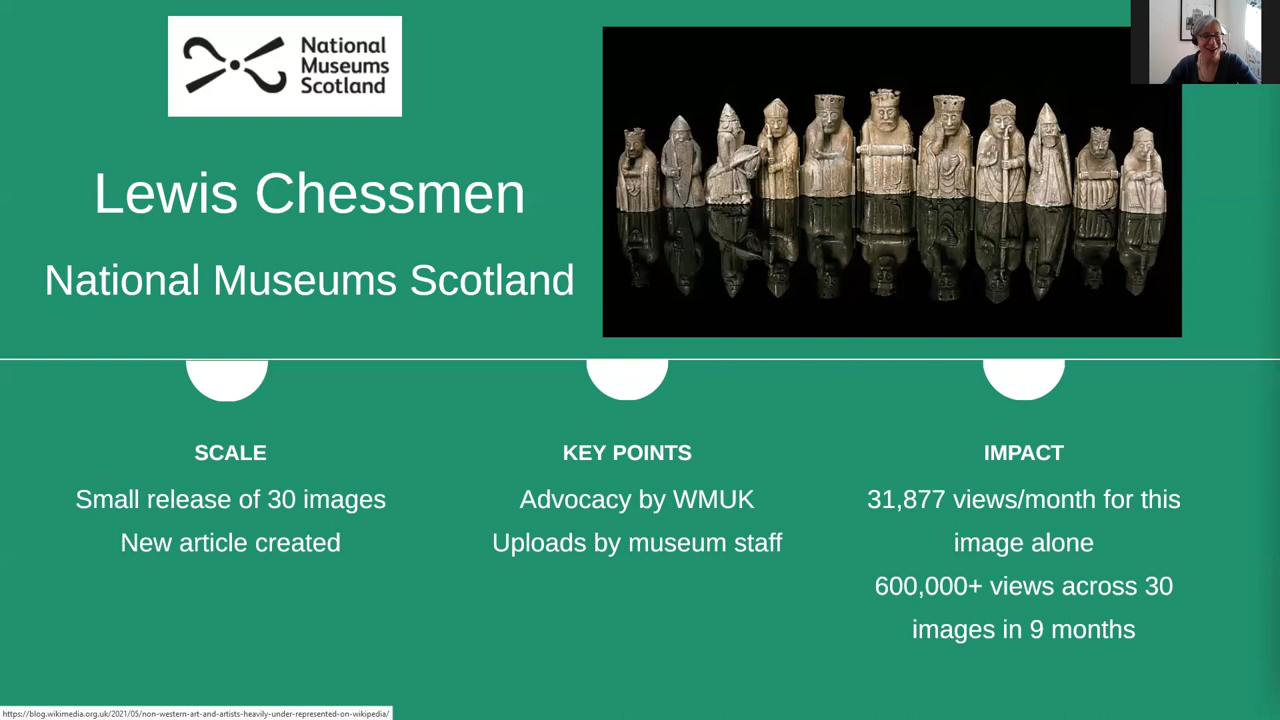 National
Museums
Scotland
Lewis Chessmen
National Museums Scotland
SCALE
Small release of 30 images
New article created
KEY POINTS
Advocacy by WMUK
Uploads by museum staff
IMPACT
31,877 views/month for this
image alone
600,000+ views across 30
images in 9 months
https://blog.wikimedia.org.uk/2021/05/non-western-art-and-artists-heavily-under-represented-on-wikipedia/